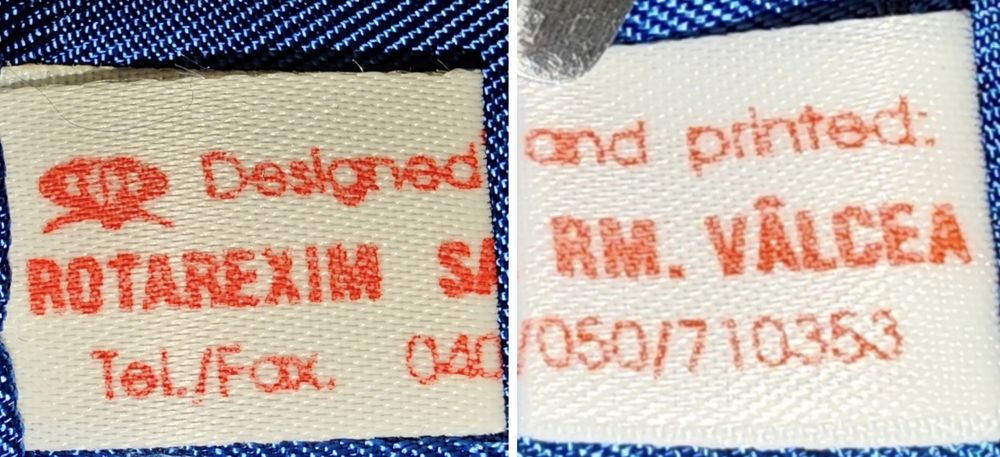 Designed
ROTAREXIM SA
Tel./Fax. 040
and printed:
RM. VÂLCEA
/050/710353